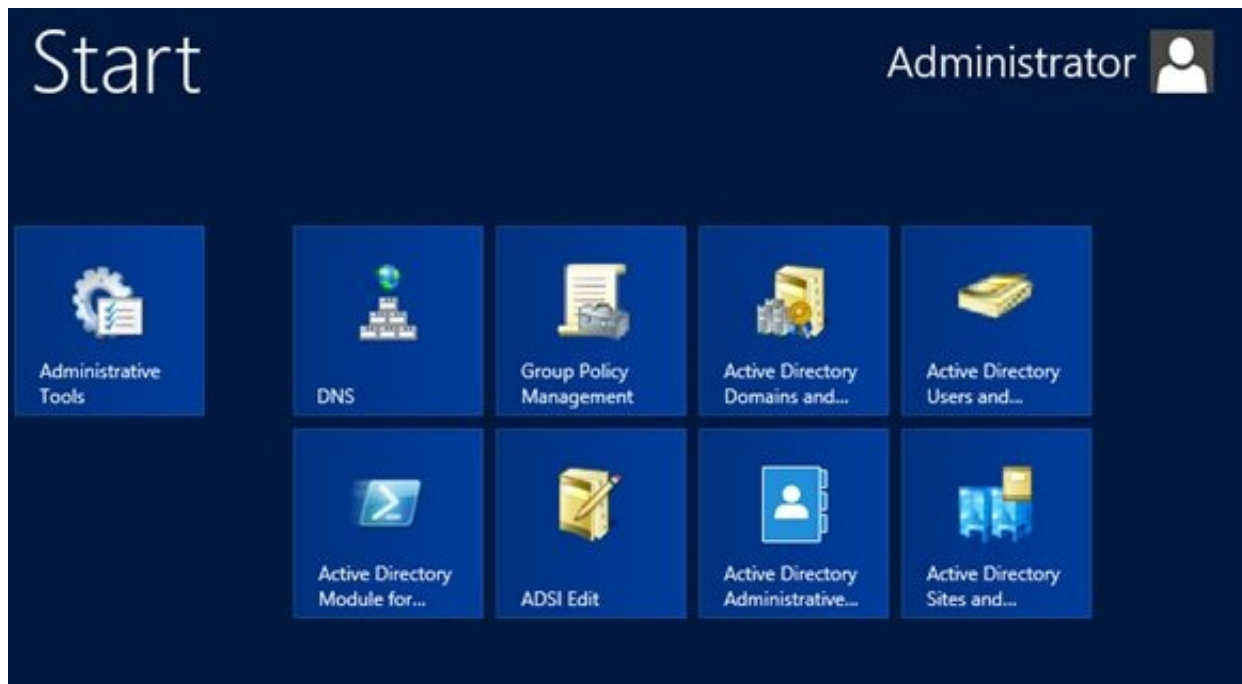 Start
Administrator
Administrative
Tools
DNS
Group Policy
Management
Active Directory
Domains and...
Active Directory
Users and...
Active Directory
Module for...
ADSI Edit
Active Directory
Administrative...
Active Directory
Sites and...